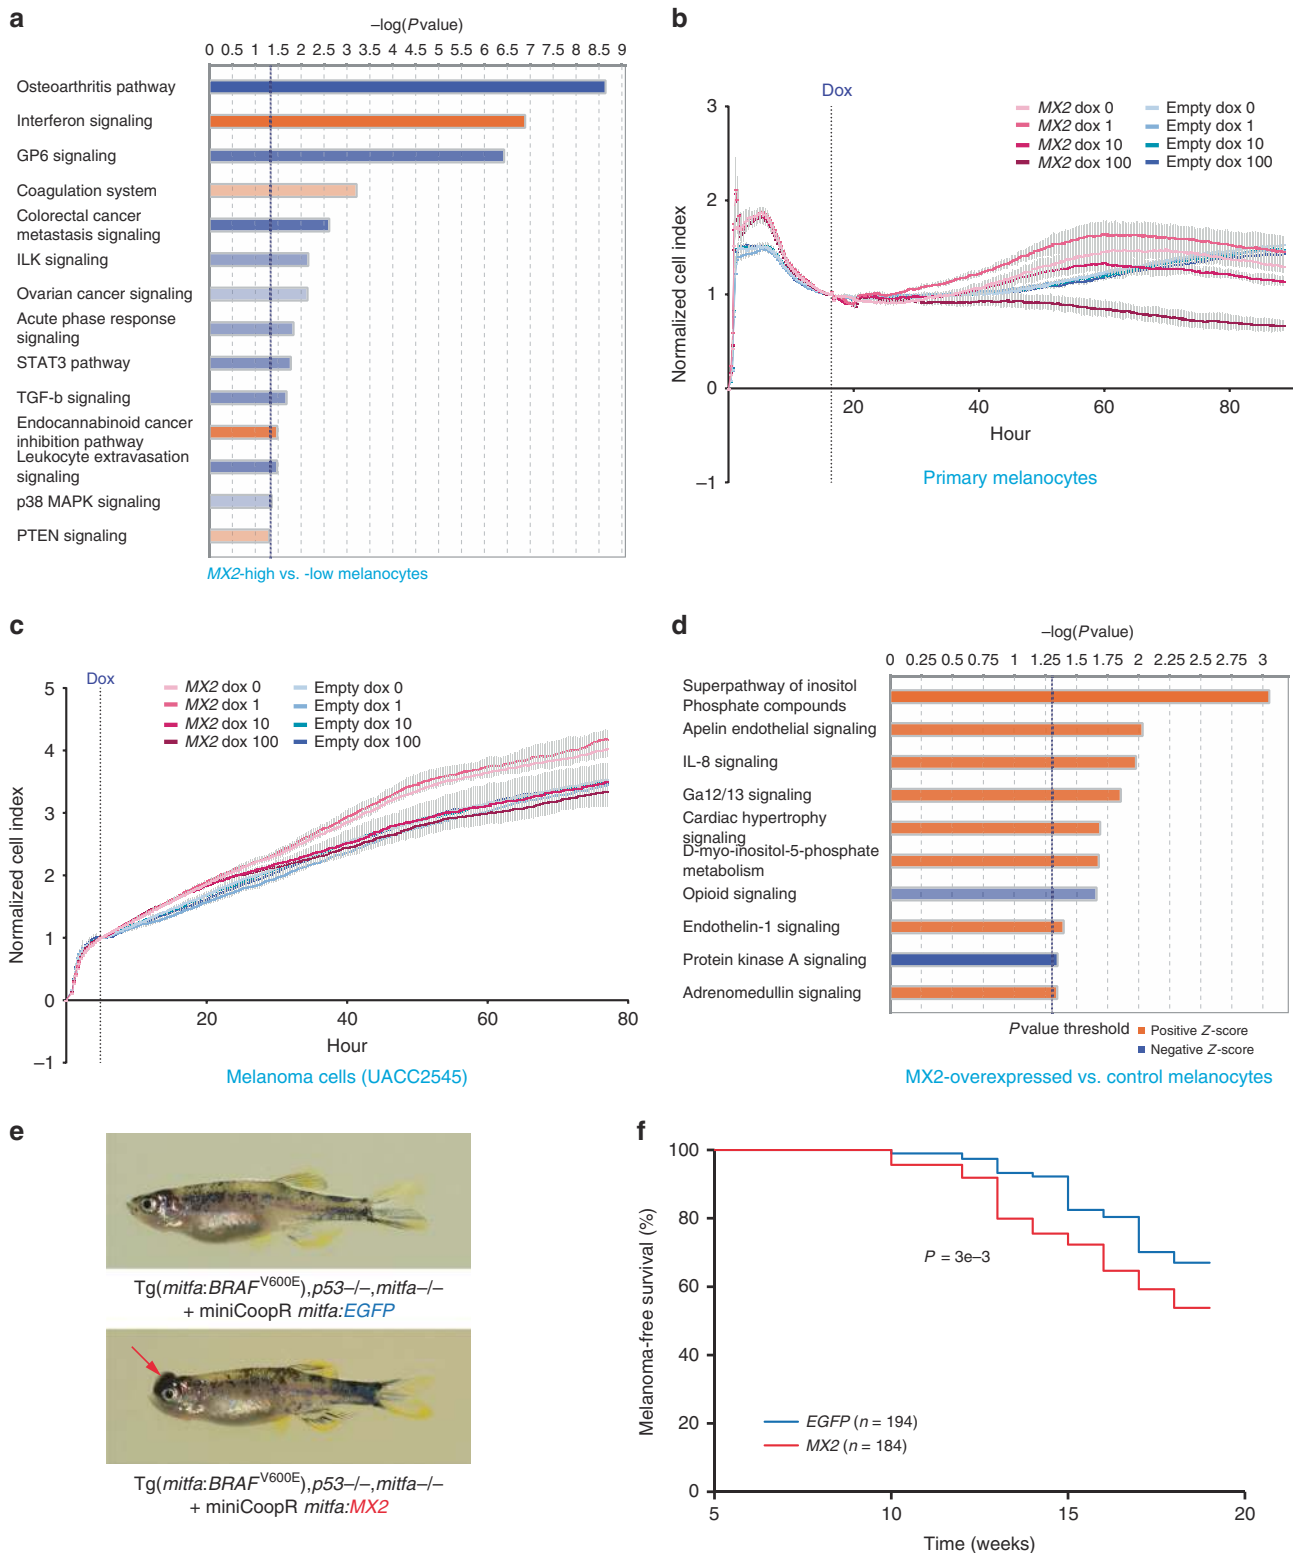 a
–log(Pvalue)
0 0.5 1 1.5 2 2.5 3 3.5 4 4.5 5 5.5 6 6.5 7 7.5 8 8.5 9
Osteoarthritis pathway
Interferon signaling
GP6 signaling
Coagulation system
Colorectal cancer
metastasis signaling
ILK signaling
Ovarian cancer signaling
Acute phase response
signaling
STAT3 pathway
TGF-b signaling
Endocannabinoid cancer
inhibition pathway
Leukocyte extravasation
signaling
p38 MAPK signaling
PTEN signaling
MX2-high vs. -low melanocytes
b
Dox
MX2 dox 0
MX2 dox 1
MX2 dox 10
MX2 dox 100
Empty dox 0
Empty dox 1
Empty dox 10
Empty dox 100
Normalized cell index
3
2
1
0
–1
20 40 60 80
Hour
Primary melanocytes
c
Dox
MX2 dox 0
MX2 dox 1
MX2 dox 10
MX2 dox 100
Empty dox 0
Empty dox 1
Empty dox 10
Empty dox 100
Normalized cell index
5
4
3
2
1
0
–1
20 40 60 80
Hour
Melanoma cells (UACC2545)
d
–log(Pvalue)
0 0.25 0.5 0.75 1 1.25 1.5 1.75 2 2.25 2.5 2.75 3
Superpathway of inositol
Phosphate compounds
Apelin endothelial signaling
IL-8 signaling
Ga12/13 signaling
Cardiac hypertrophy
signaling
D-myo-inositol-5-phosphate
metabolism
Opioid signaling
Endothelin-1 signaling
Protein kinase A signaling
Adrenomedullin signaling
Pvalue threshold
Positive Z-score
Negative Z-score
MX2-overexpressed vs. control melanocytes
e
Tg(mitfa:BRAFV600E),p53–/–,mitfa–/–
+ miniCoopR mitfa:EGFP
Tg(mitfa:BRAFV600E),p53–/–,mitfa–/–
+ miniCoopR mitfa:MX2
f
Melanoma-free survival (%)
100
80
60
40
20
0
P = 3e–3
EGFP (n = 194)
MX2 (n = 184)
5 10 15 20
Time (weeks)